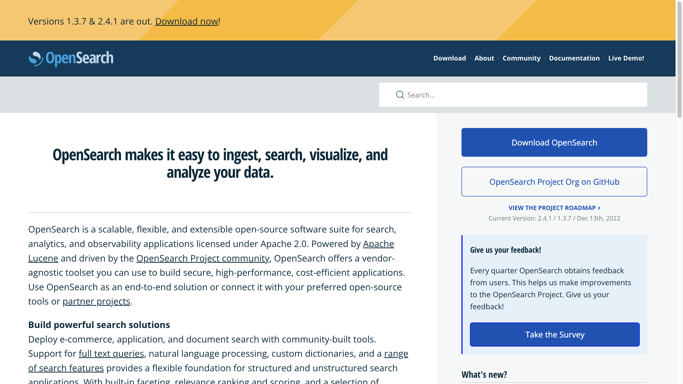 Versions 1.3.7 & 2.4.1 are out. Download now!
OpenSearch
Download · About · Community · Documentation · Live Demo!
Search...
OpenSearch makes it easy to ingest, search, visualize, and
analyze your data.
OpenSearch is a scalable, flexible, and extensible open-source software suite for search,
analytics, and observability applications licensed under Apache 2.0. Powered by Apache
Lucene and driven by the OpenSearch Project community, OpenSearch offers a vendor-
agnostic toolset you can use to build secure, high-performance, cost-efficient applications.
Use OpenSearch as an end-to-end solution or connect it with your preferred open-source
tools or partner projects.
Build powerful search solutions
Deploy e-commerce, application, and document search with community-built tools.
Support for full text queries, natural language processing, custom dictionaries, and a range
of search features provides a flexible foundation for structured and unstructured search
applications. With built-in faceting, relevance ranking and scoring, and a selection of
Download OpenSearch
OpenSearch Project Org on GitHub
VIEW THE PROJECT ROADMAP ›
Current Version: 2.4.1 / 1.3.7 / Dec 13th, 2022
Give us your feedback!
Every quarter OpenSearch obtains feedback
from users. This helps us make improvements
to the OpenSearch Project. Give us your
feedback!
Take the Survey
What's new?